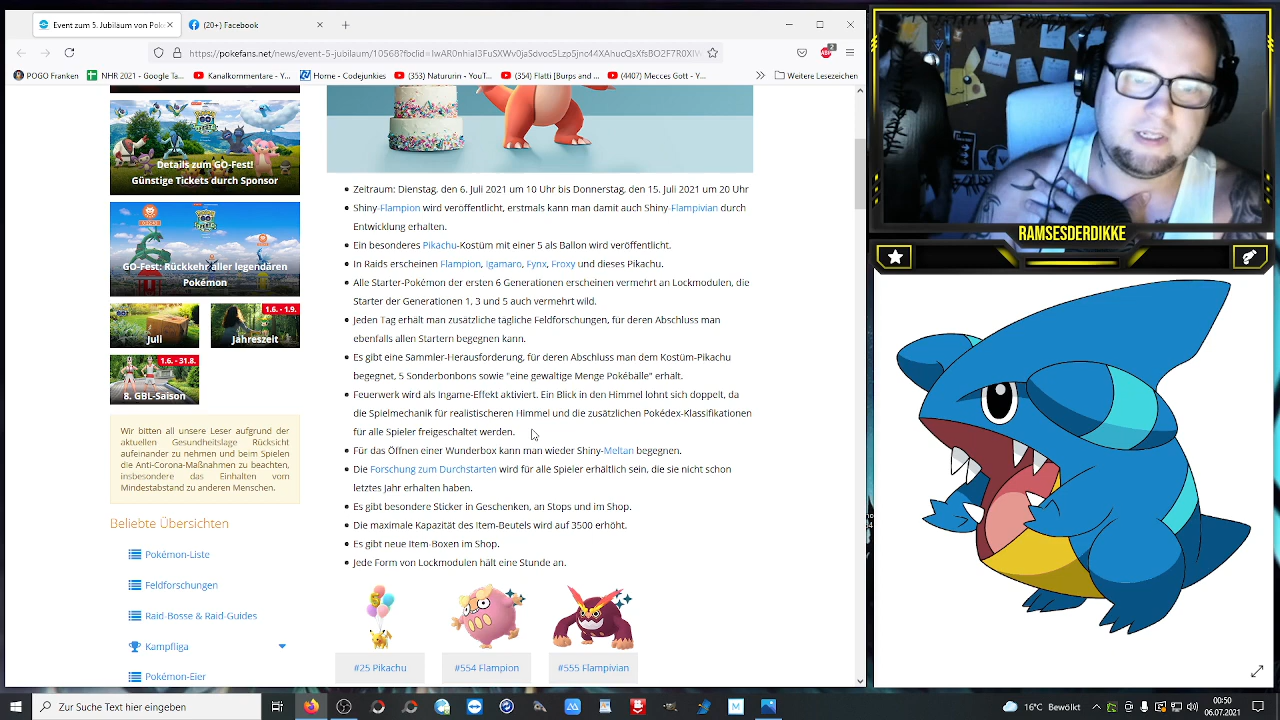 Event zum 5. Jubiläum von Pok
(20+) Facebook
https://pokefans.net/news/event-5-jubilaum/10368?fbclid=
POGO Franken
NHR 2021 - Google Ta...
Kanalkommentare - Y...
Home - Codejunkies
(353) Naturunin - YouT...
(354) Flatts [Burps and ...
(4407) Mecces Gott - Y...
Weitere Lesezeichen
Details zum GO-Fest!
Günstige Tickets durch Sponsor
GO-Fest: Rückkehr aller legendären
Pokémon
Juli
1.6. - 1.9.
Jahreszeit
1.6. - 31.8.
8. GBL-Saison
Wir bitten all unsere Leser aufgrund der
aktuellen Gesundheitslage Rücksicht
aufeinander zu nehmen und beim Spielen
die Anti-Corona-Maßnahmen zu beachten,
insbesondere das Einhalten vom
Mindestabstand zu anderen Menschen.
Beliebte Übersichten
Pokémon-Liste
Feldforschungen
Raid-Bosse & Raid-Guides
Kampfliga
Pokémon-Eier
Zeitraum: Dienstag, den 6. Juli 2021 um 10 Uhr bis Donnerstag, den 15. Juli 2021 um 20 Uhr
Shiny-Flampion wird veröffentlicht, erstmals kann man damit auch Shiny-Flampivian durch
Entwicklung erhalten.
Ein besonderes Pikachu-Kostüm mit einer 5 als Ballon wird veröffentlicht.
In Raids erscheinen Flampion, Igamaro, Fynx, Froxy und dieses Pikachu.
Alle Starter-Pokémon der ersten 6 Generationen erscheinen vermehrt an Lockmodulen, die
Starter der Generationen 1, 3 und 5 auch vermehrt wild.
Jeden Tag erhält man zusätzliche tägliche Feldforschungen, für deren Abschluss man
ebenfalls allen Startern begegnen kann.
Es gibt eine Sammler-Herausforderung, für deren Abschluss man dem Kostüm-Pikachu
begegnet, 5 Sonderbonbons sowie "eine gewaltige Menge Pokébälle" erhält.
Feuerwerk wird als Ingame-Effekt aktiviert. Ein Blick in den Himmel lohnt sich doppelt, da
die Spielmechanik für realistischeren Himmel und die zusätzlichen Pokédex-Klassifikationen
für alle Spieler freigeschaltet werden.
Für das Öffnen einer Wunderbox kann man wieder Shiny-Meltan begegnen.
Die Forschung zum Durchstarten wird für alle Spieler erhältlich sein, die sie nicht schon
letztes Jahr erhalten haben.
Es gibt besondere Sticker in Geschenken, an Stops und im Shop.
Die maximale Kapazität des Item-Beutels wird auf 3500 erhöht.
Es gibt neue Item-Boxen im Shop.
Jede Form von Lockmodulen hält eine Stunde an.
#25 Pikachu
#554 Flampion
#555 Flampivian
RAMSESDERDIKKE
Zur Suche Text hier eingeben
16°C Bewölkt
00:50
06.07.2021